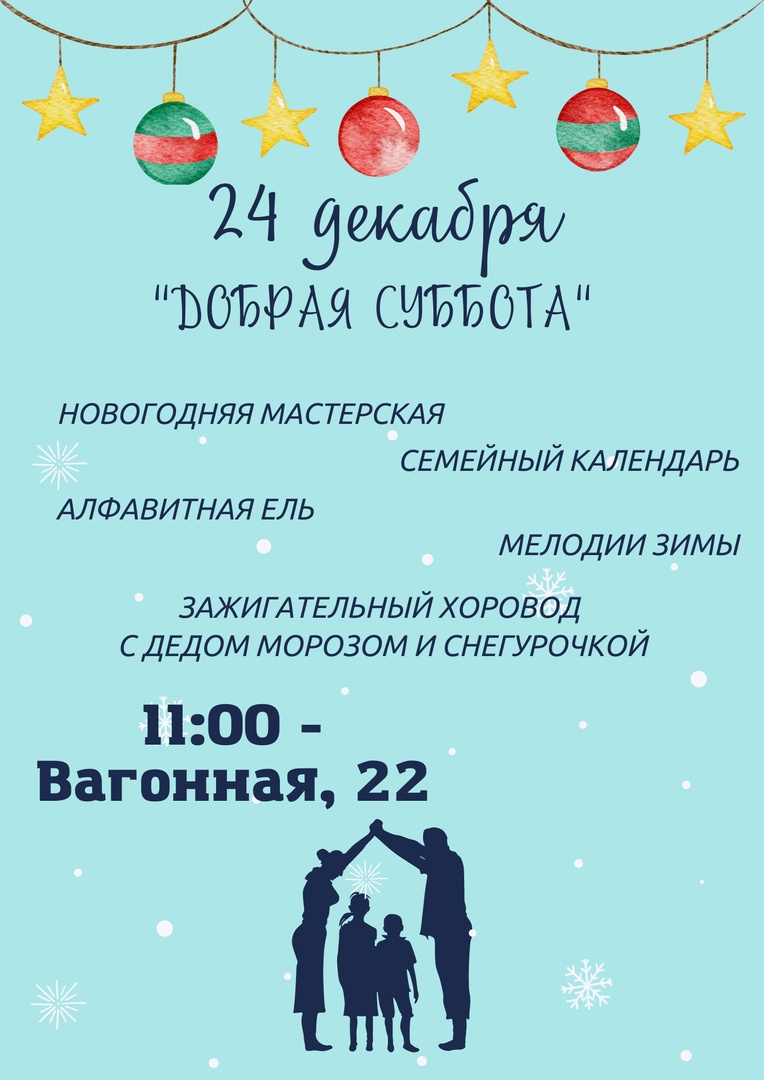 24 декабря
"ДОБРАЯ СУББОТА"
НОВОГОДНЯЯ МАСТЕРСКАЯ
СЕМЕЙНЫЙ КАЛЕНДАРЬ
АЛФАВИТНАЯ ЕЛЬ
МЕЛОДИИ ЗИМЫ
ЗАЖИГАТЕЛЬНЫЙ ХОРОВОД
С ДЕДОМ МОРОЗОМ И СНЕГУРОЧКОЙ
11:00 -
Вагонная, 22